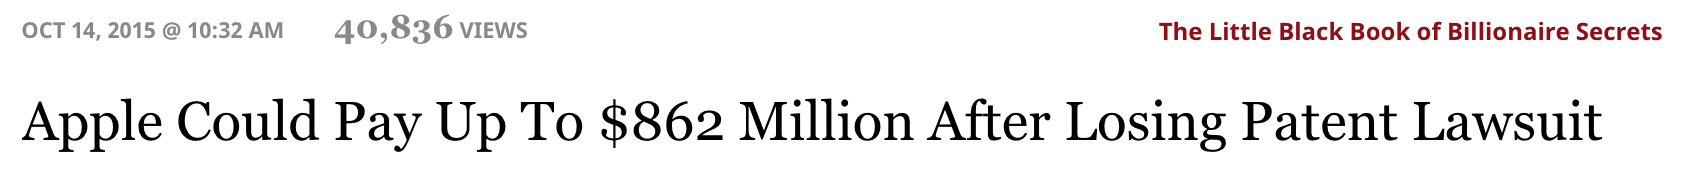 OCT 14, 2015 @ 10:32 AM 40,836 VIEWS The Little Black Book of Billionaire Secrets
Apple Could Pay Up To $862 Million After Losing Patent Lawsuit